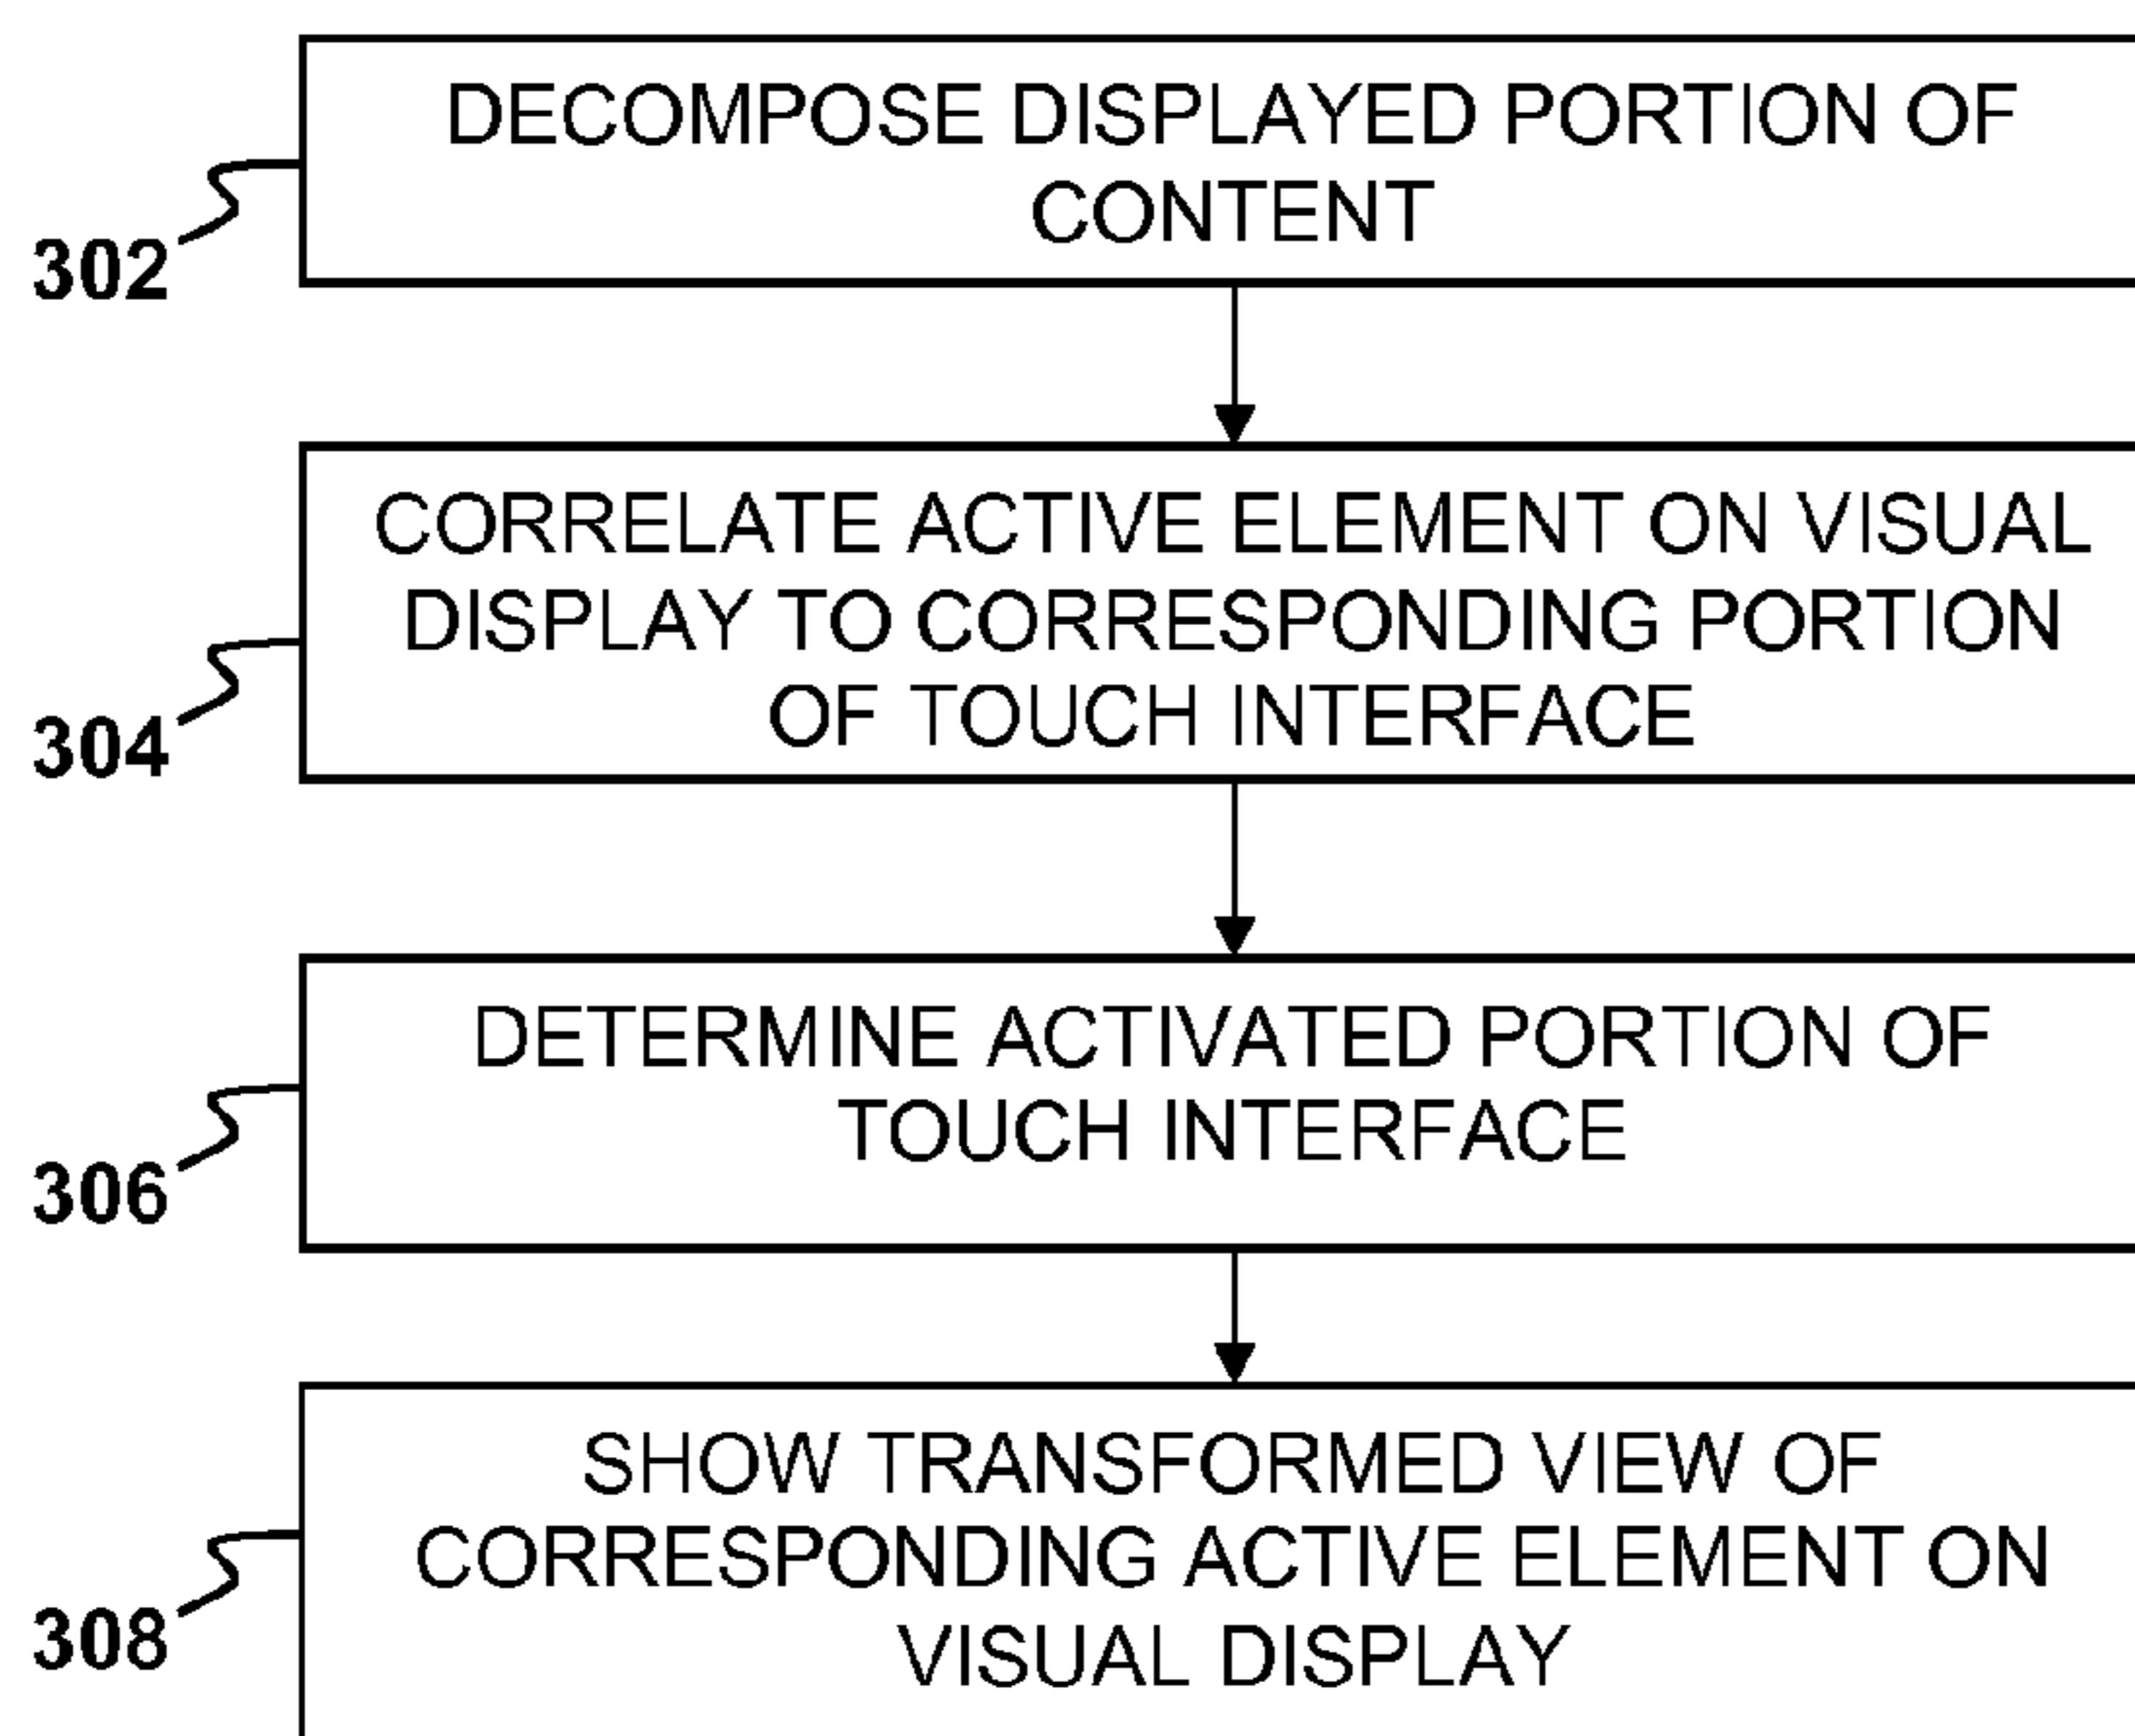 DECOMPOSE DISPLAYED PORTION OF
CONTENT
302
CORRELATE ACTIVE ELEMENT ON VISUAL
DISPLAY TO CORRESPONDING PORTION
OF TOUCH INTERFACE
304
DETERMINE ACTIVATED PORTION OF
TOUCH INTERFACE
306
SHOW TRANSFORMED VIEW OF
CORRESPONDING ACTIVE ELEMENT ON
VISUAL DISPLAY
308